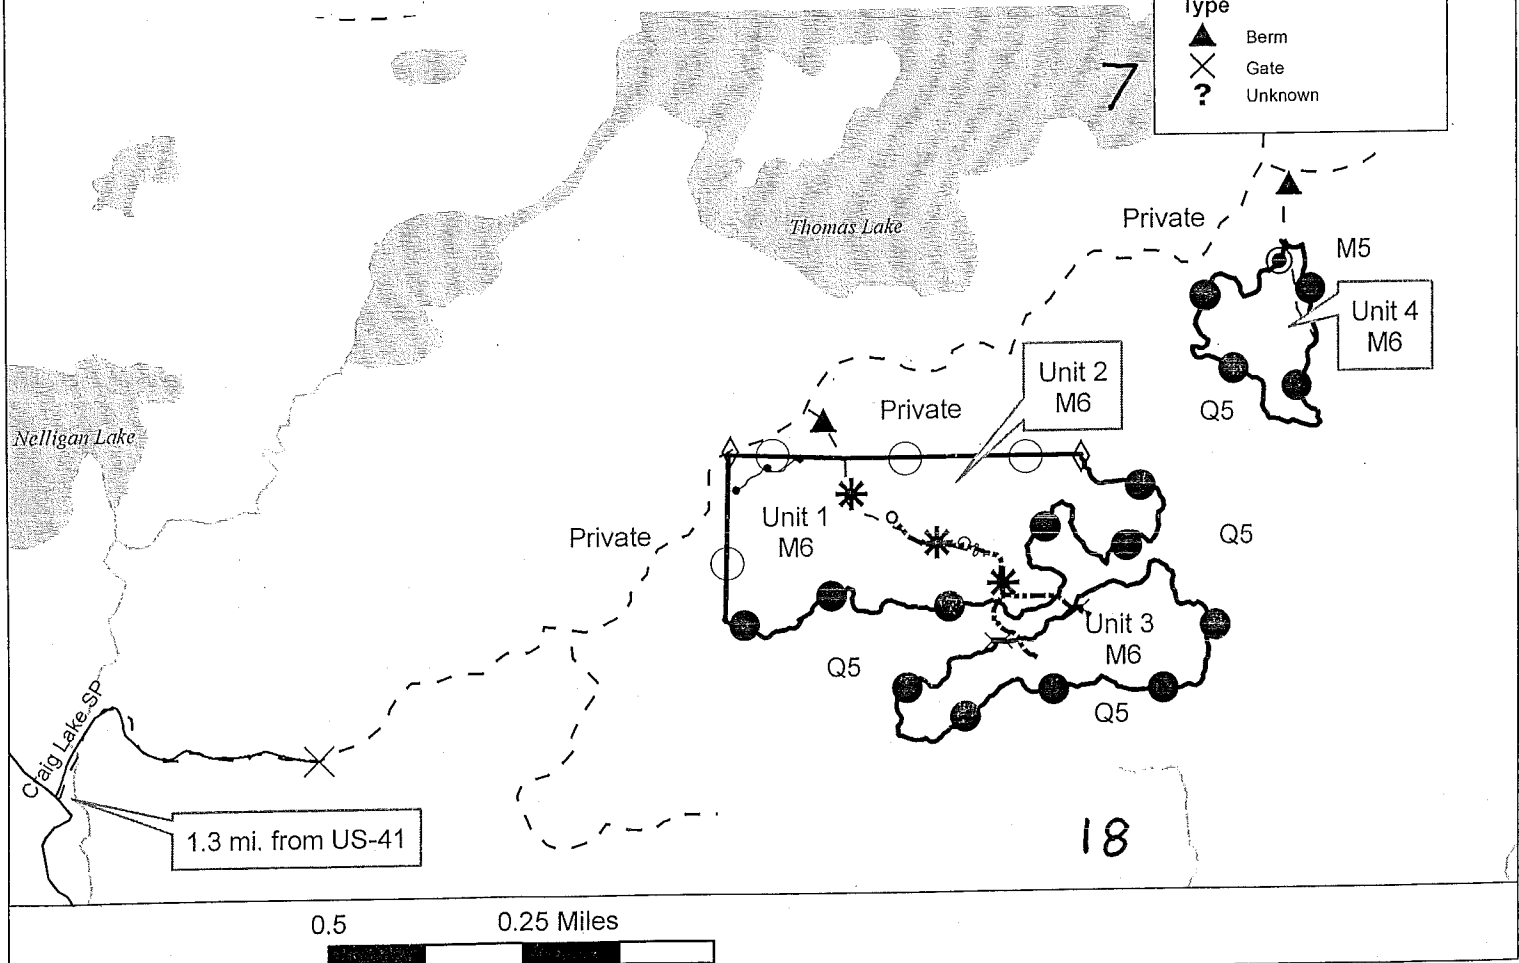 Type
Berm
Gate
? Unknown
7
Thomas Lake
Private
M5
Unit 4
M6
Unit 2
M6
Private
Q5
Nelligan Lake
Unit 1
M6
Private
Q5
Unit 3
M6
Q5
Q5
Craig Lake SP
1.3 mi. from US-41
18
0.5 0.25 Miles